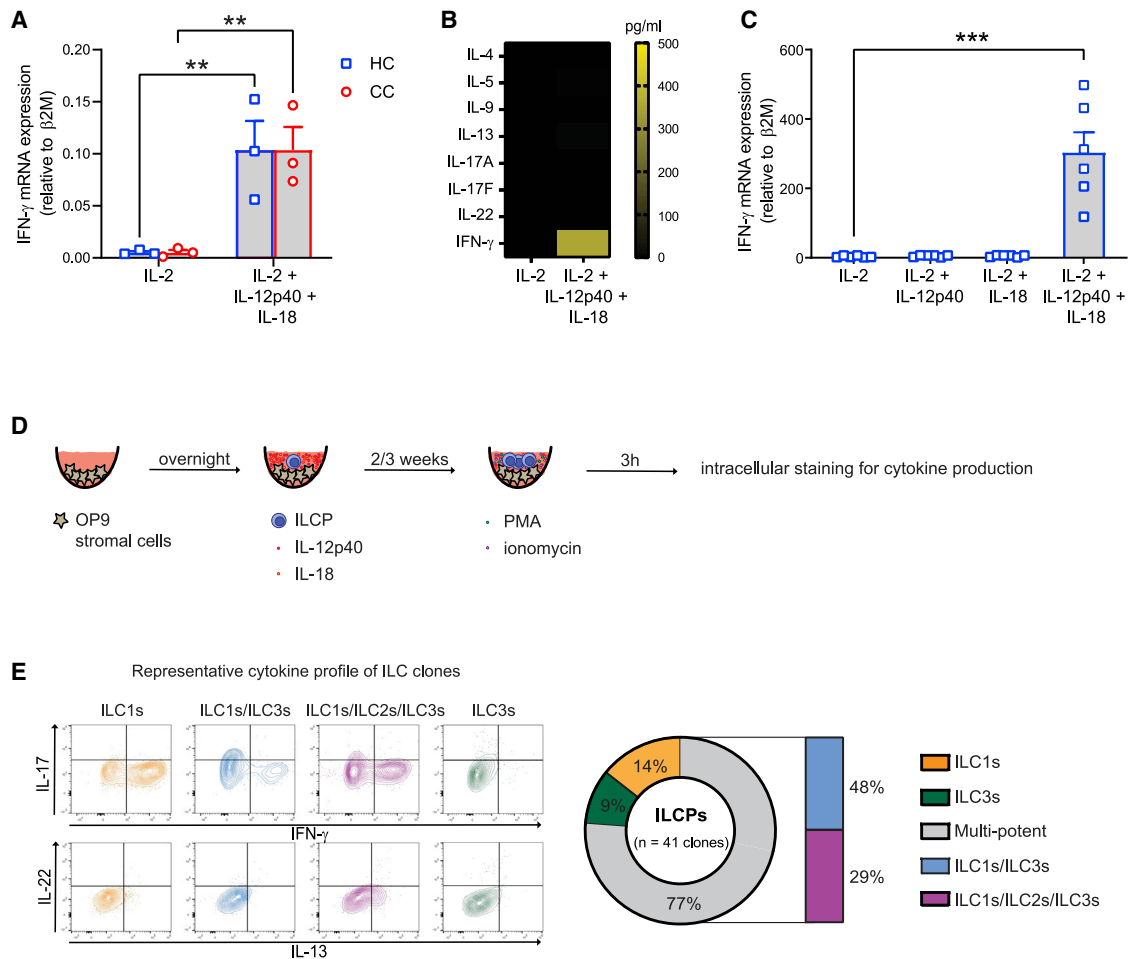 A
IFN-γ mRNA expression
(relative to β2M)
0.20
0.15
0.10
0.05
0.00
**
**
HC
CC
IL-2
IL-2 +
IL-12p40 +
IL-18
B
IL-4
IL-5
IL-9
IL-13
IL-17A
IL-17F
IL-22
IFN-γ
IL-2
IL-2 +
IL-12p40 +
IL-18
pg/ml
500
400
300
200
100
0
C
IFN-γ mRNA expression
(relative to β2M)
600
400
200
0
***
IL-2
IL-2 +
IL-12p40
IL-2 +
IL-18
IL-2 +
IL-12p40 +
IL-18
D
overnight
2/3 weeks
3h
intracellular staining for cytokine production
OP9
stromal cells
ILCP
IL-12p40
IL-18
PMA
ionomycin
E
Representative cytokine profile of ILC clones
ILC1s
ILC1s/ILC3s
ILC1s/ILC2s/ILC3s
ILC3s
IL-17
IFN-γ
IL-22
IL-13
14%
9%
ILCPs
(n = 41 clones)
77%
48%
29%
ILC1s
ILC3s
Multi-potent
ILC1s/ILC3s
ILC1s/ILC2s/ILC3s